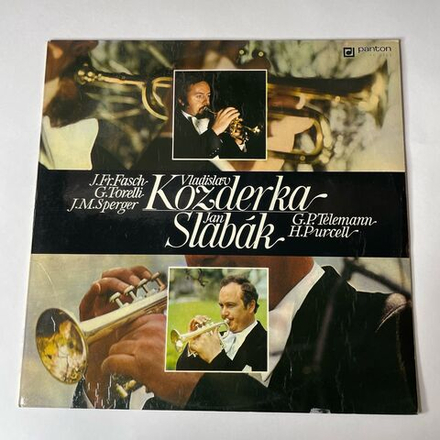 panton
J.Fr.Fasch
G.Torelli
J.M.Sperger
Vladislav
Kozderka
Jan
Slabák
G.P.Telemann
H.Purcell